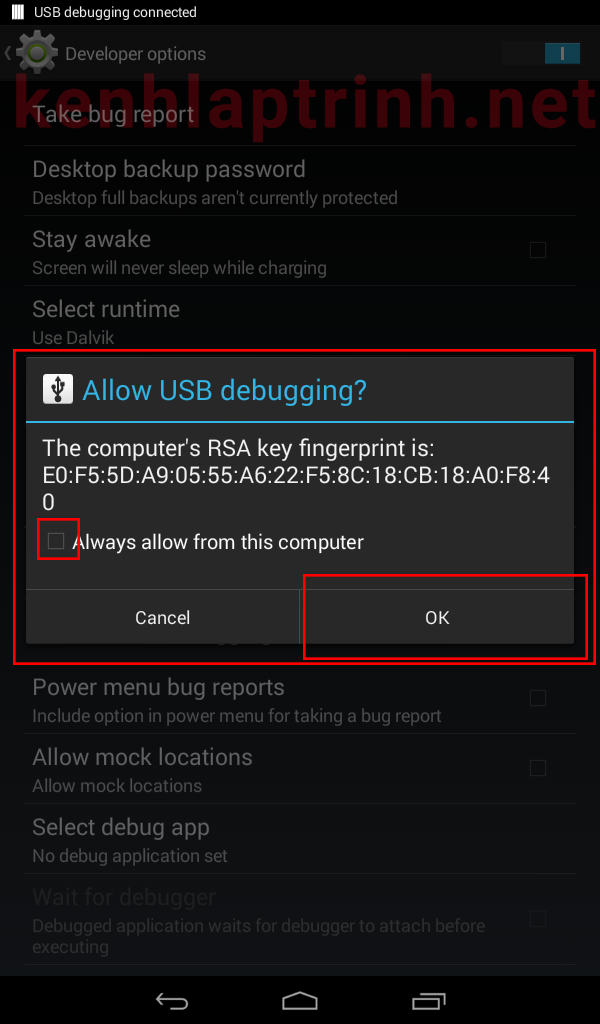 USB debugging connected
Developer options
kenhlaptrinh.net
Take bug report
Desktop backup password
Desktop full backups aren't currently protected
Stay awake
Screen will never sleep while charging
Select runtime
Use Dalvik
Allow USB debugging?
The computer's RSA key fingerprint is:
E0:F5:5D:A9:05:55:A6:22:F5:8C:18:CB:18:A0:F8:4
0
Always allow from this computer
Cancel
OK
Power menu bug reports
Include option in power menu for taking a bug report
Allow mock locations
Allow mock locations
Select debug app
No debug application set
Wait for debugger
Debugged application waits for debugger to attach before
executing